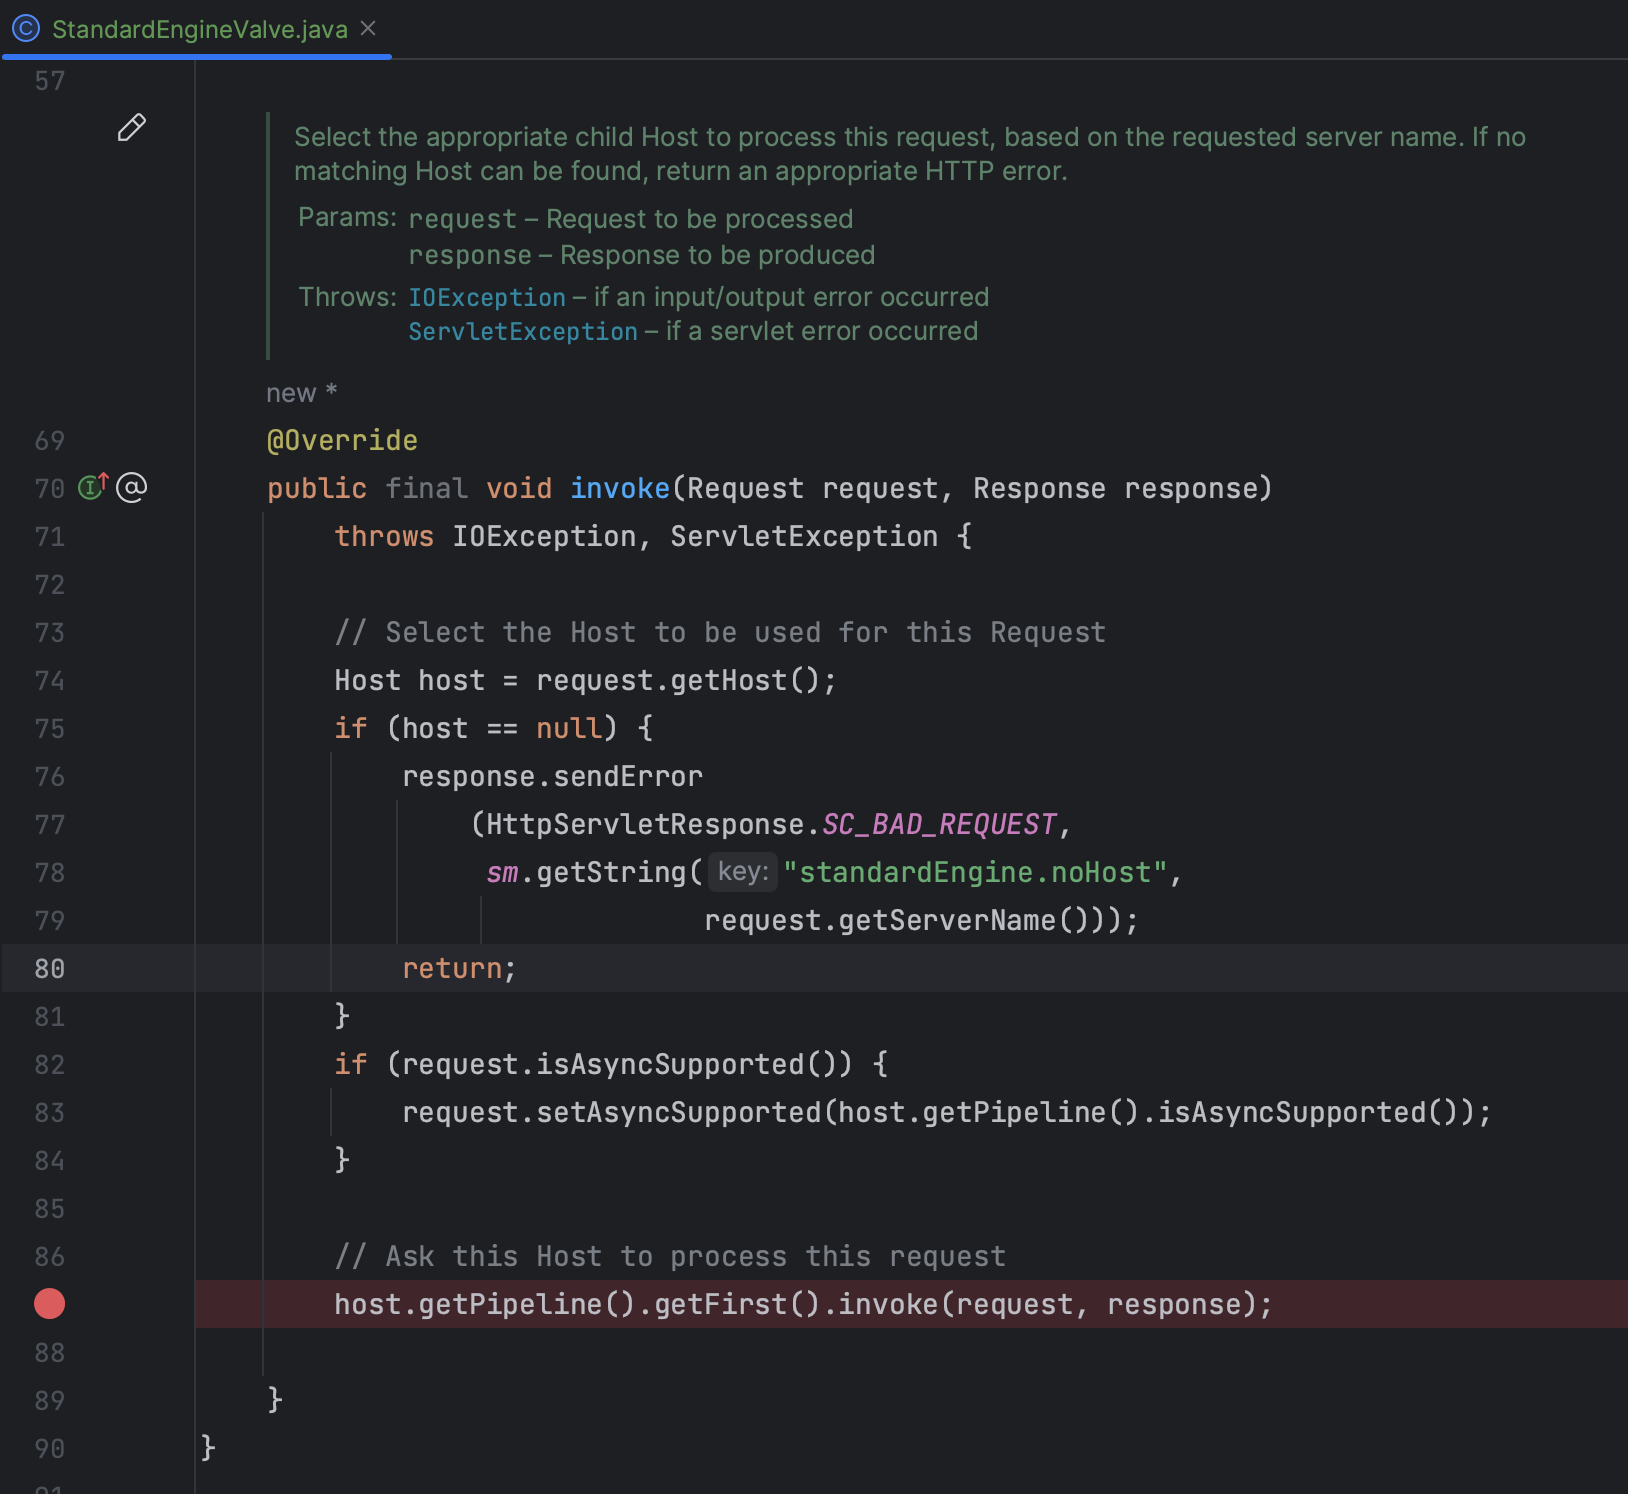 StandardEngineValve.java
57
Select the appropriate child Host to process this request, based on the requested server name. If no
matching Host can be found, return an appropriate HTTP error.
Params: request – Request to be processed
response – Response to be produced
Throws: IOException – if an input/output error occurred
ServletException – if a servlet error occurred
new *
69 @Override
70 public final void invoke(Request request, Response response)
71 throws IOException, ServletException {
72
73 // Select the Host to be used for this Request
74 Host host = request.getHost();
75 if (host == null) {
76 response.sendError
77 (HttpServletResponse.SC_BAD_REQUEST,
78 sm.getString( key: "standardEngine.noHost",
79 request.getServerName()));
80 return;
81 }
82 if (request.isAsyncSupported()) {
83 request.setAsyncSupported(host.getPipeline().isAsyncSupported());
84 }
85
86 // Ask this Host to process this request
host.getPipeline().getFirst().invoke(request, response);
88
89 }
90 }